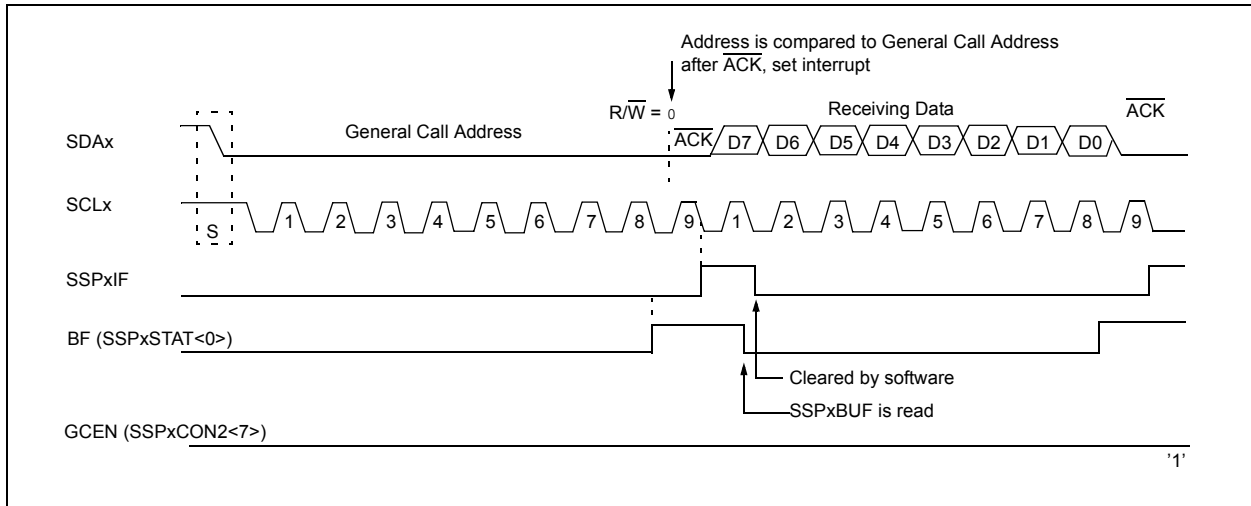 Address is compared to General Call Address
after ACK, set interrupt
R/W = 0
Receiving Data
ACK
General Call Address
SDAx
ACK D7 D6 D5 D4 D3 D2 D1 D0
SCLx
S 1 2 3 4 5 6 7 8 9 1 2 3 4 5 6 7 8 9
SSPxIF
BF (SSPxSTAT<0>)
Cleared by software
SSPxBUF is read
GCEN (SSPxCON2<7>)
'1'